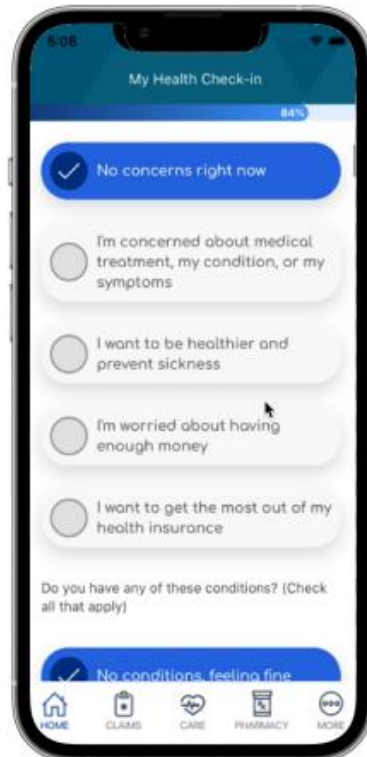 5:08
My Health Check-in
84%
No concerns right now
I'm concerned about medical
treatment, my condition, or my
symptoms
I want to be healthier and
prevent sickness
I'm worried about having
enough money
I want to get the most out of my
health insurance
Do you have any of these conditions? (Check
all that apply)
No conditions, feeling fine
HOME
CLAIMS
CARE
PHARMACY
MORE